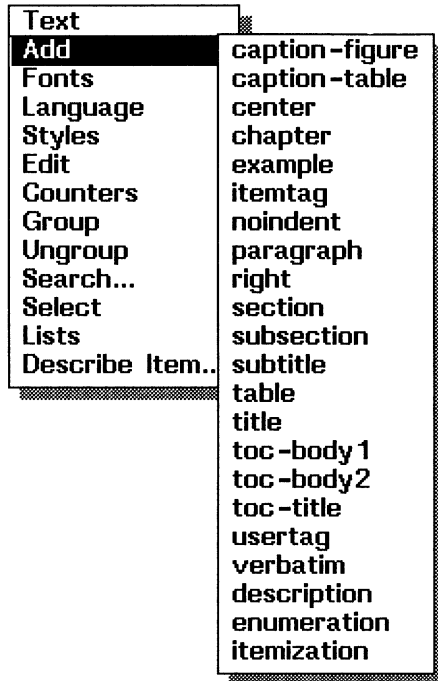 Text
Add
Fonts
Language
Styles
Edit
Counters
Group
Ungroup
Search...
Select
Lists
Describe Item..
caption-figure
caption-table
center
chapter
example
itemtag
noindent
paragraph
right
section
subsection
subtitle
table
title
toc-body1
toc-body2
toc-title
usertag
verbatim
description
enumeration
itemization